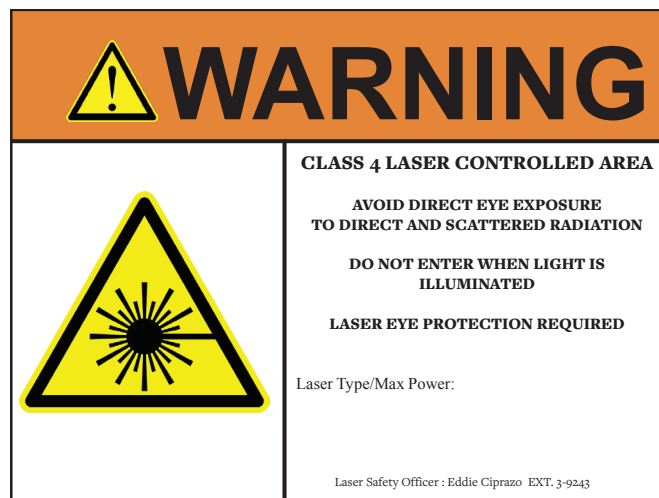 WARNING
CLASS 4 LASER CONTROLLED AREA
AVOID DIRECT EYE EXPOSURE
TO DIRECT AND SCATTERED RADIATION
DO NOT ENTER WHEN LIGHT IS
ILLUMINATED
LASER EYE PROTECTION REQUIRED
Laser Type/Max Power:
Laser Safety Officer : Eddie Ciprazo EXT. 3-9243